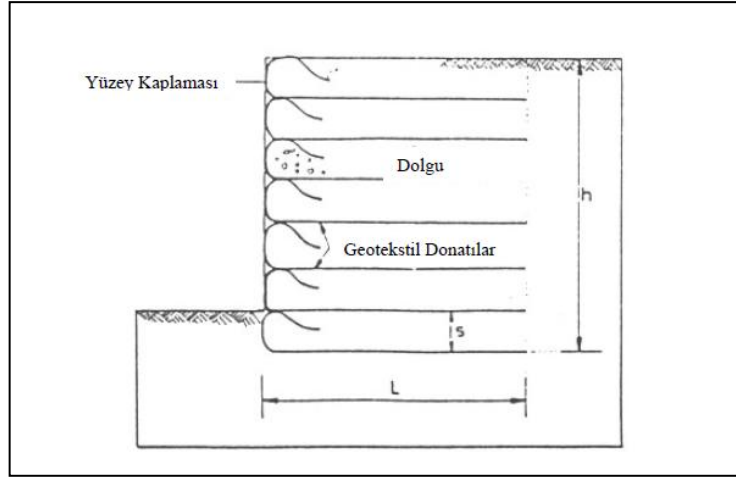 Yüzey Kaplaması
Dolgu
h
Geotekstil Donatılar
s
L